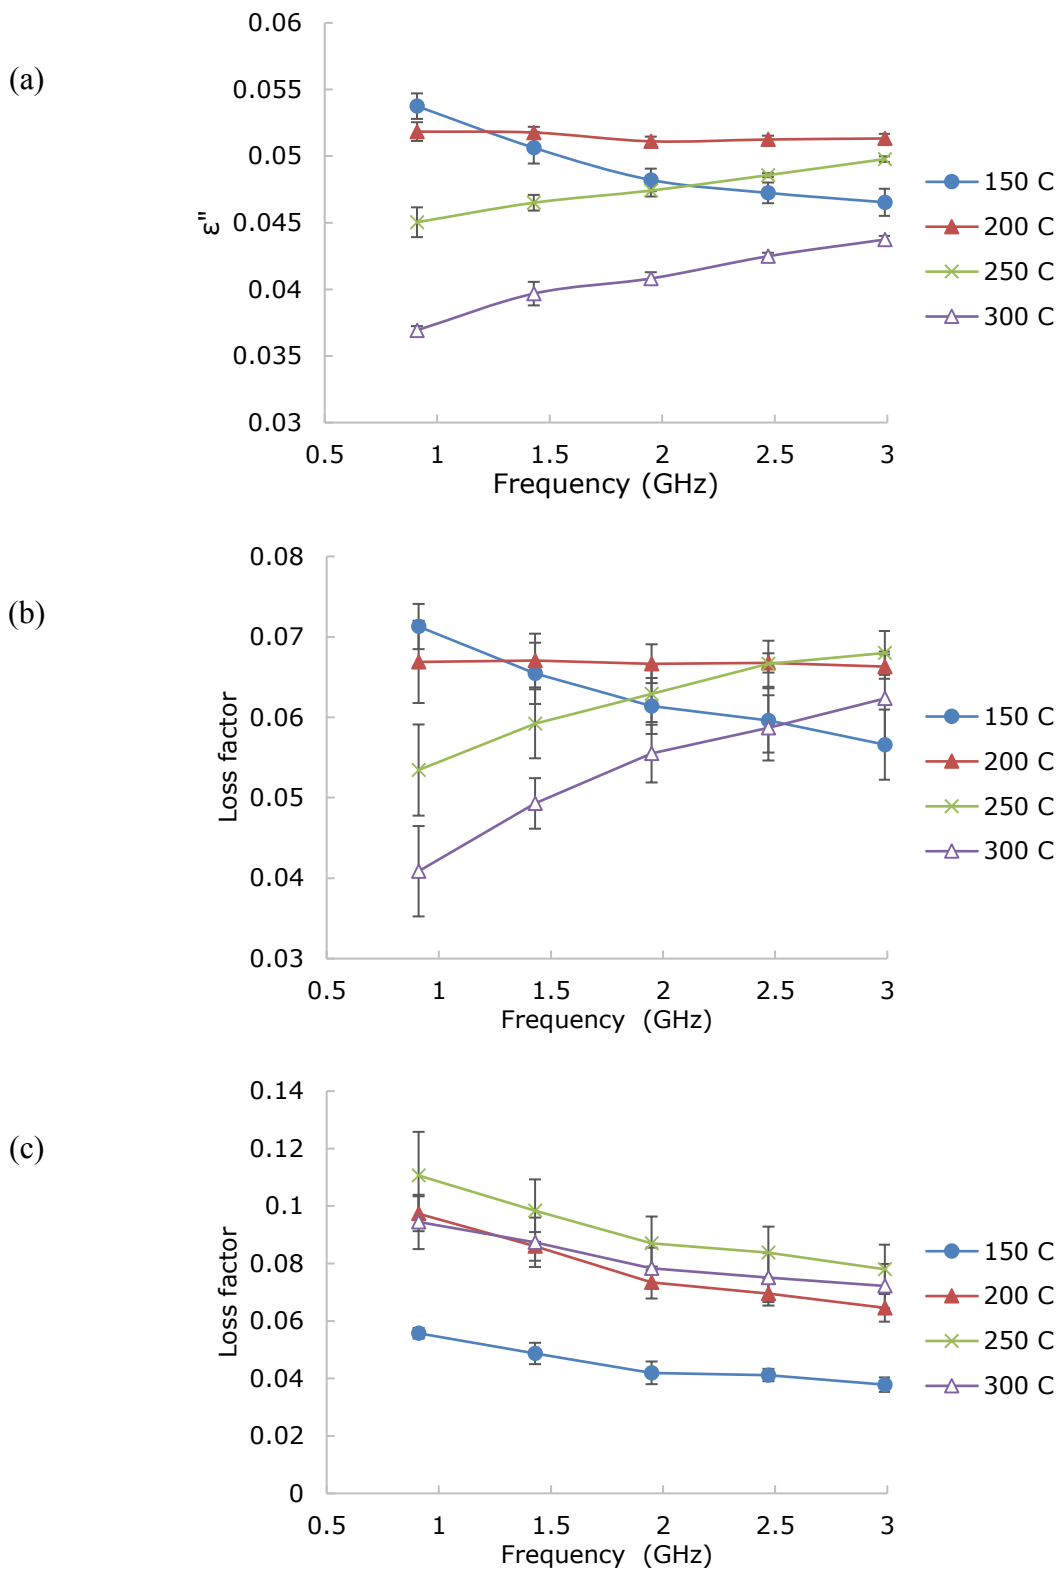 (a)
0.06
0.055
0.05
0.045
0.04
0.035
0.03
ε"
0.5 1 1.5 2 2.5 3
Frequency (GHz)
150 C
200 C
250 C
300 C
(b)
0.08
0.07
0.06
0.05
0.04
0.03
Loss factor
0.5 1 1.5 2 2.5 3
Frequency (GHz)
150 C
200 C
250 C
300 C
(c)
0.14
0.12
0.1
0.08
0.06
0.04
0.02
0
Loss factor
0.5 1 1.5 2 2.5 3
Frequency (GHz)
150 C
200 C
250 C
300 C